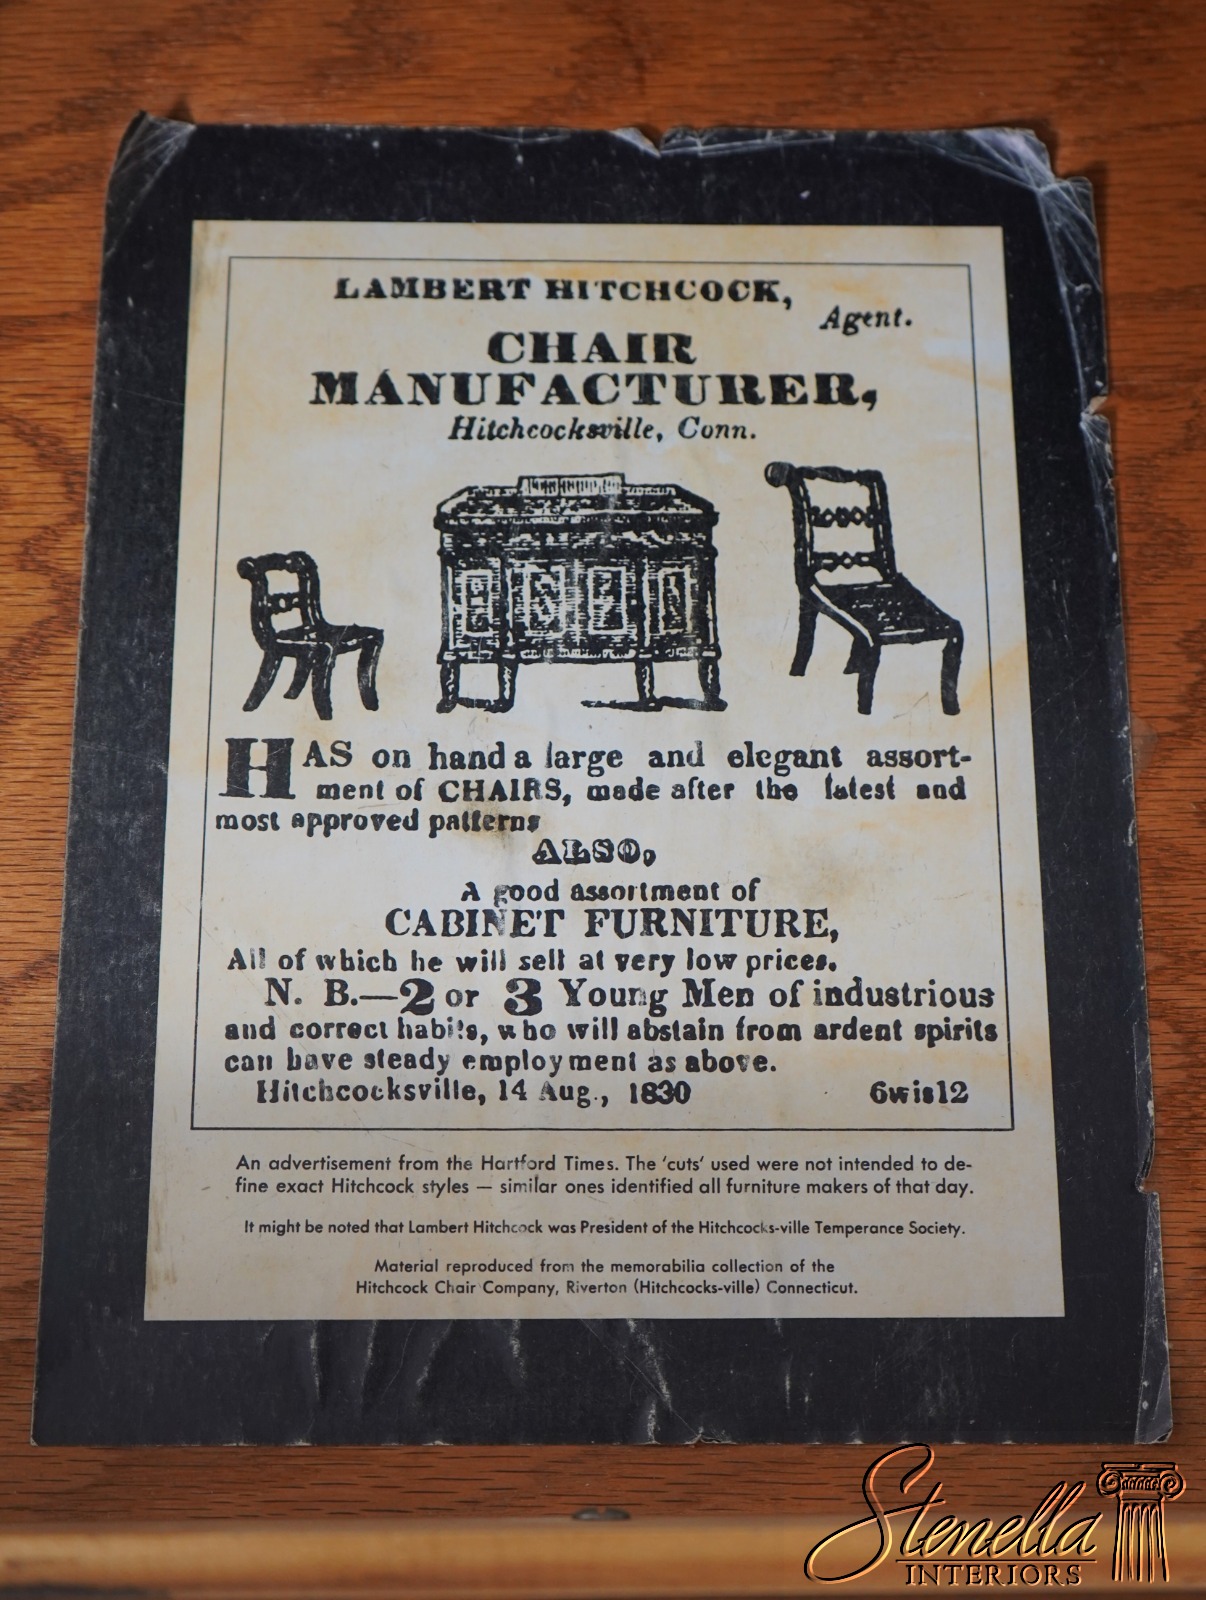 LAMBERT HITCHCOCK,
Agent.
CHAIR
MANUFACTURER,
Hitchcocksville, Conn.
HAS on hand a large and elegant assort-
ment of CHAIRS, made after the latest and
most approved patterns
ALSO,
A good assortment of
CABINET FURNITURE,
All of which he will sell at very low prices.
N. B.—2 or 3 Young Men of industrious
and correct habits, who will abstain from ardent spirits
can have steady employment as above.
Hitchcocksville, 14 Aug., 1830 6wis12
An advertisement from the Hartford Times. The 'cuts' used were not intended to de-
fine exact Hitchcock styles — similar ones identified all furniture makers of that day.
It might be noted that Lambert Hitchcock was President of the Hitchcocks-ville Temperance Society.
Material reproduced from the memorabilia collection of the
Hitchcock Chair Company, Riverton (Hitchcocks-ville) Connecticut.
Stenella
INTERIORS